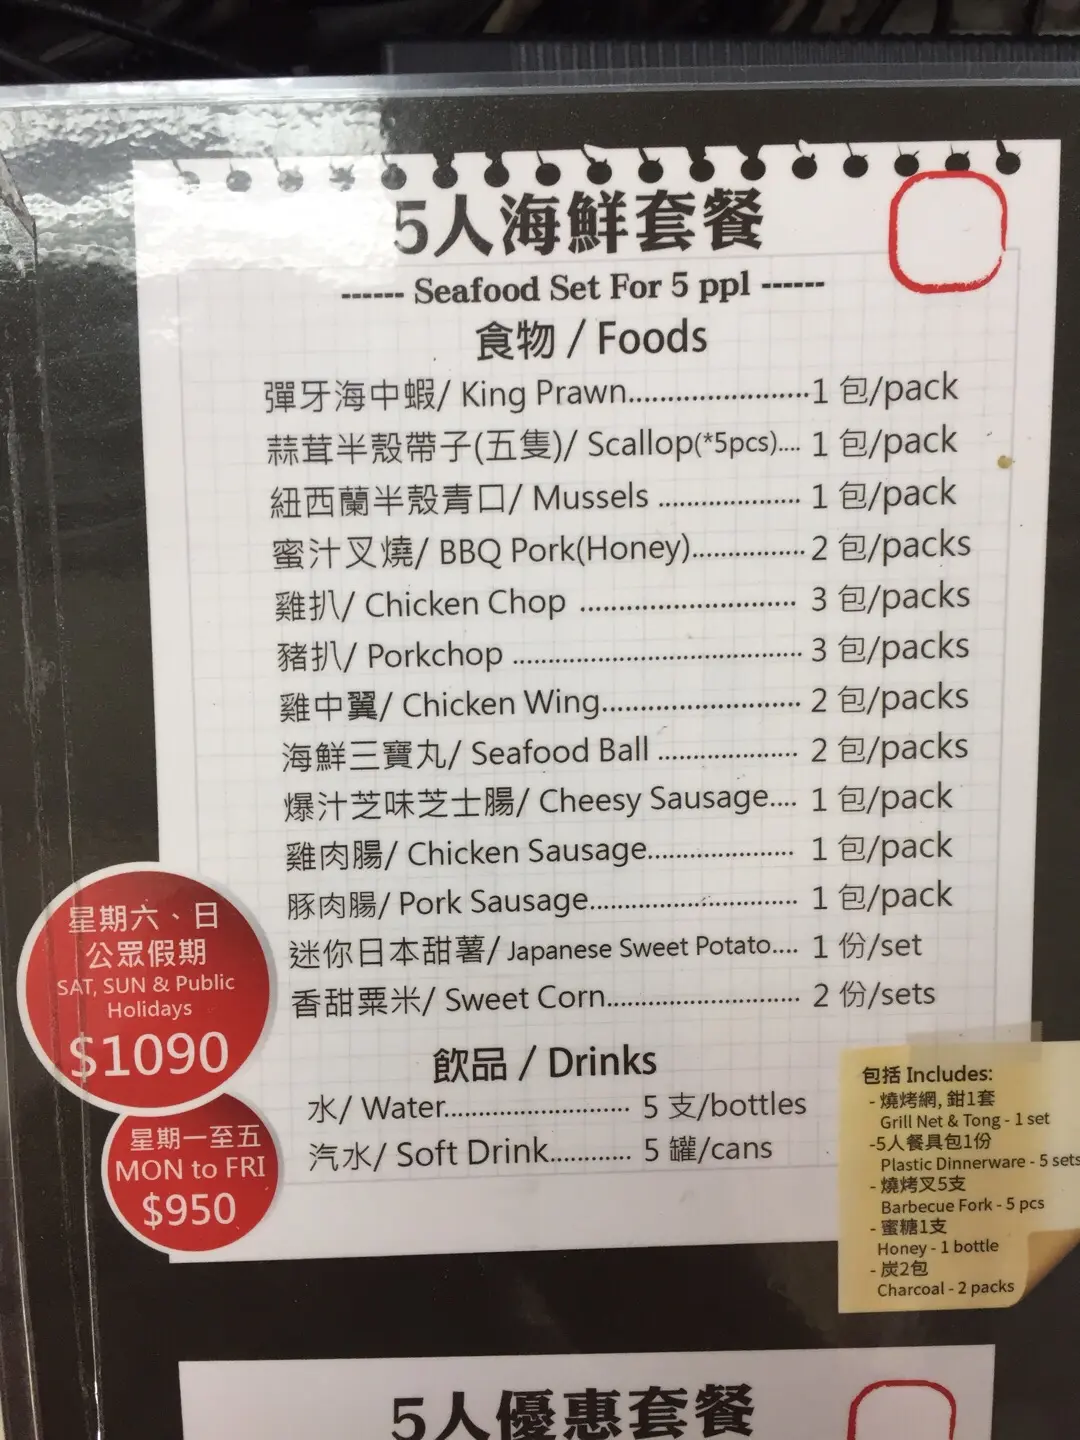 5人海鮮套餐
------ Seafood Set For 5 ppl ------
食物 / Foods
彈牙海中蝦/ King Prawn.......................1 包/pack
蒜茸半殼帶子(五隻)/ Scallop(*5pcs).... 1 包/pack
紐西蘭半殼青口/ Mussels .................... 1 包/pack
蜜汁叉燒/ BBQ Pork(Honey)................ 2 包/packs
雞扒/ Chicken Chop ............................ 3 包/packs
豬扒/ Porkchop ..................................... 3 包/packs
雞中翼/ Chicken Wing......................... 2 包/packs
海鮮三寶丸/ Seafood Ball .................. 2 包/packs
爆汁芝味芝士腸/ Cheesy Sausage.... 1 包/pack
雞肉腸/ Chicken Sausage..................... 1 包/pack
豚肉腸/ Pork Sausage........................... 1 包/pack
迷你日本甜薯/ Japanese Sweet Potato.... 1 份/set
香甜粟米/ Sweet Corn......................... 2 份/sets
飲品 / Drinks
水/ Water........................... 5 支/bottles
汽水/ Soft Drink............ 5 罐/cans
星期六、日
公眾假期
SAT, SUN & Public
Holidays
$1090
星期一至五
MON to FRI
$950
包括 Includes:
- 燒烤網, 鉗1套
Grill Net & Tong - 1 set
-5人餐具包1份
Plastic Dinnerware - 5 sets
- 燒烤叉5支
Barbecue Fork - 5 pcs
- 蜜糖1支
Honey - 1 bottle
- 炭2包
Charcoal - 2 packs
5人優惠套餐